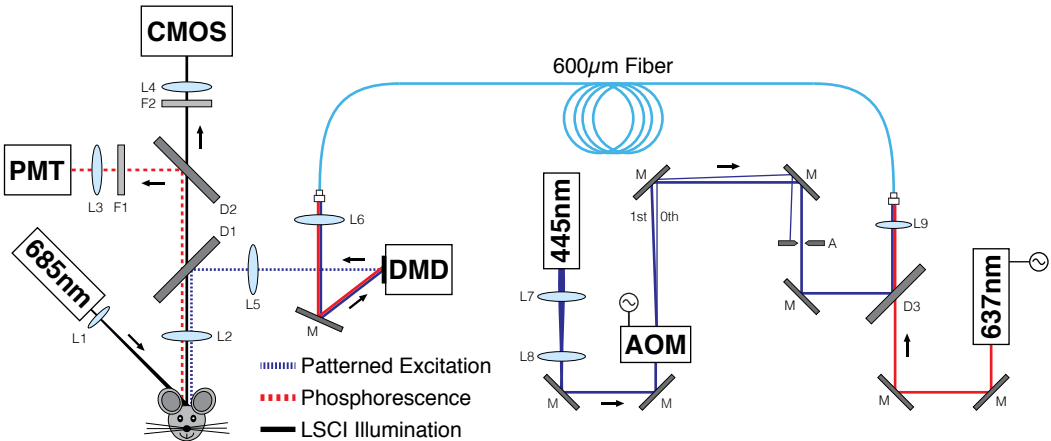 CMOS
L4
F2
600µm Fiber
PMT
L3
F1
D2
D1
M
M
1st
0th
L6
445nm
A
L9
685nm
DMD
L5
L7
M
D3
637nm
L1
L2
M
L8
AOM
Patterned Excitation
Phosphorescence
LSCI Illumination
M
M
M
M